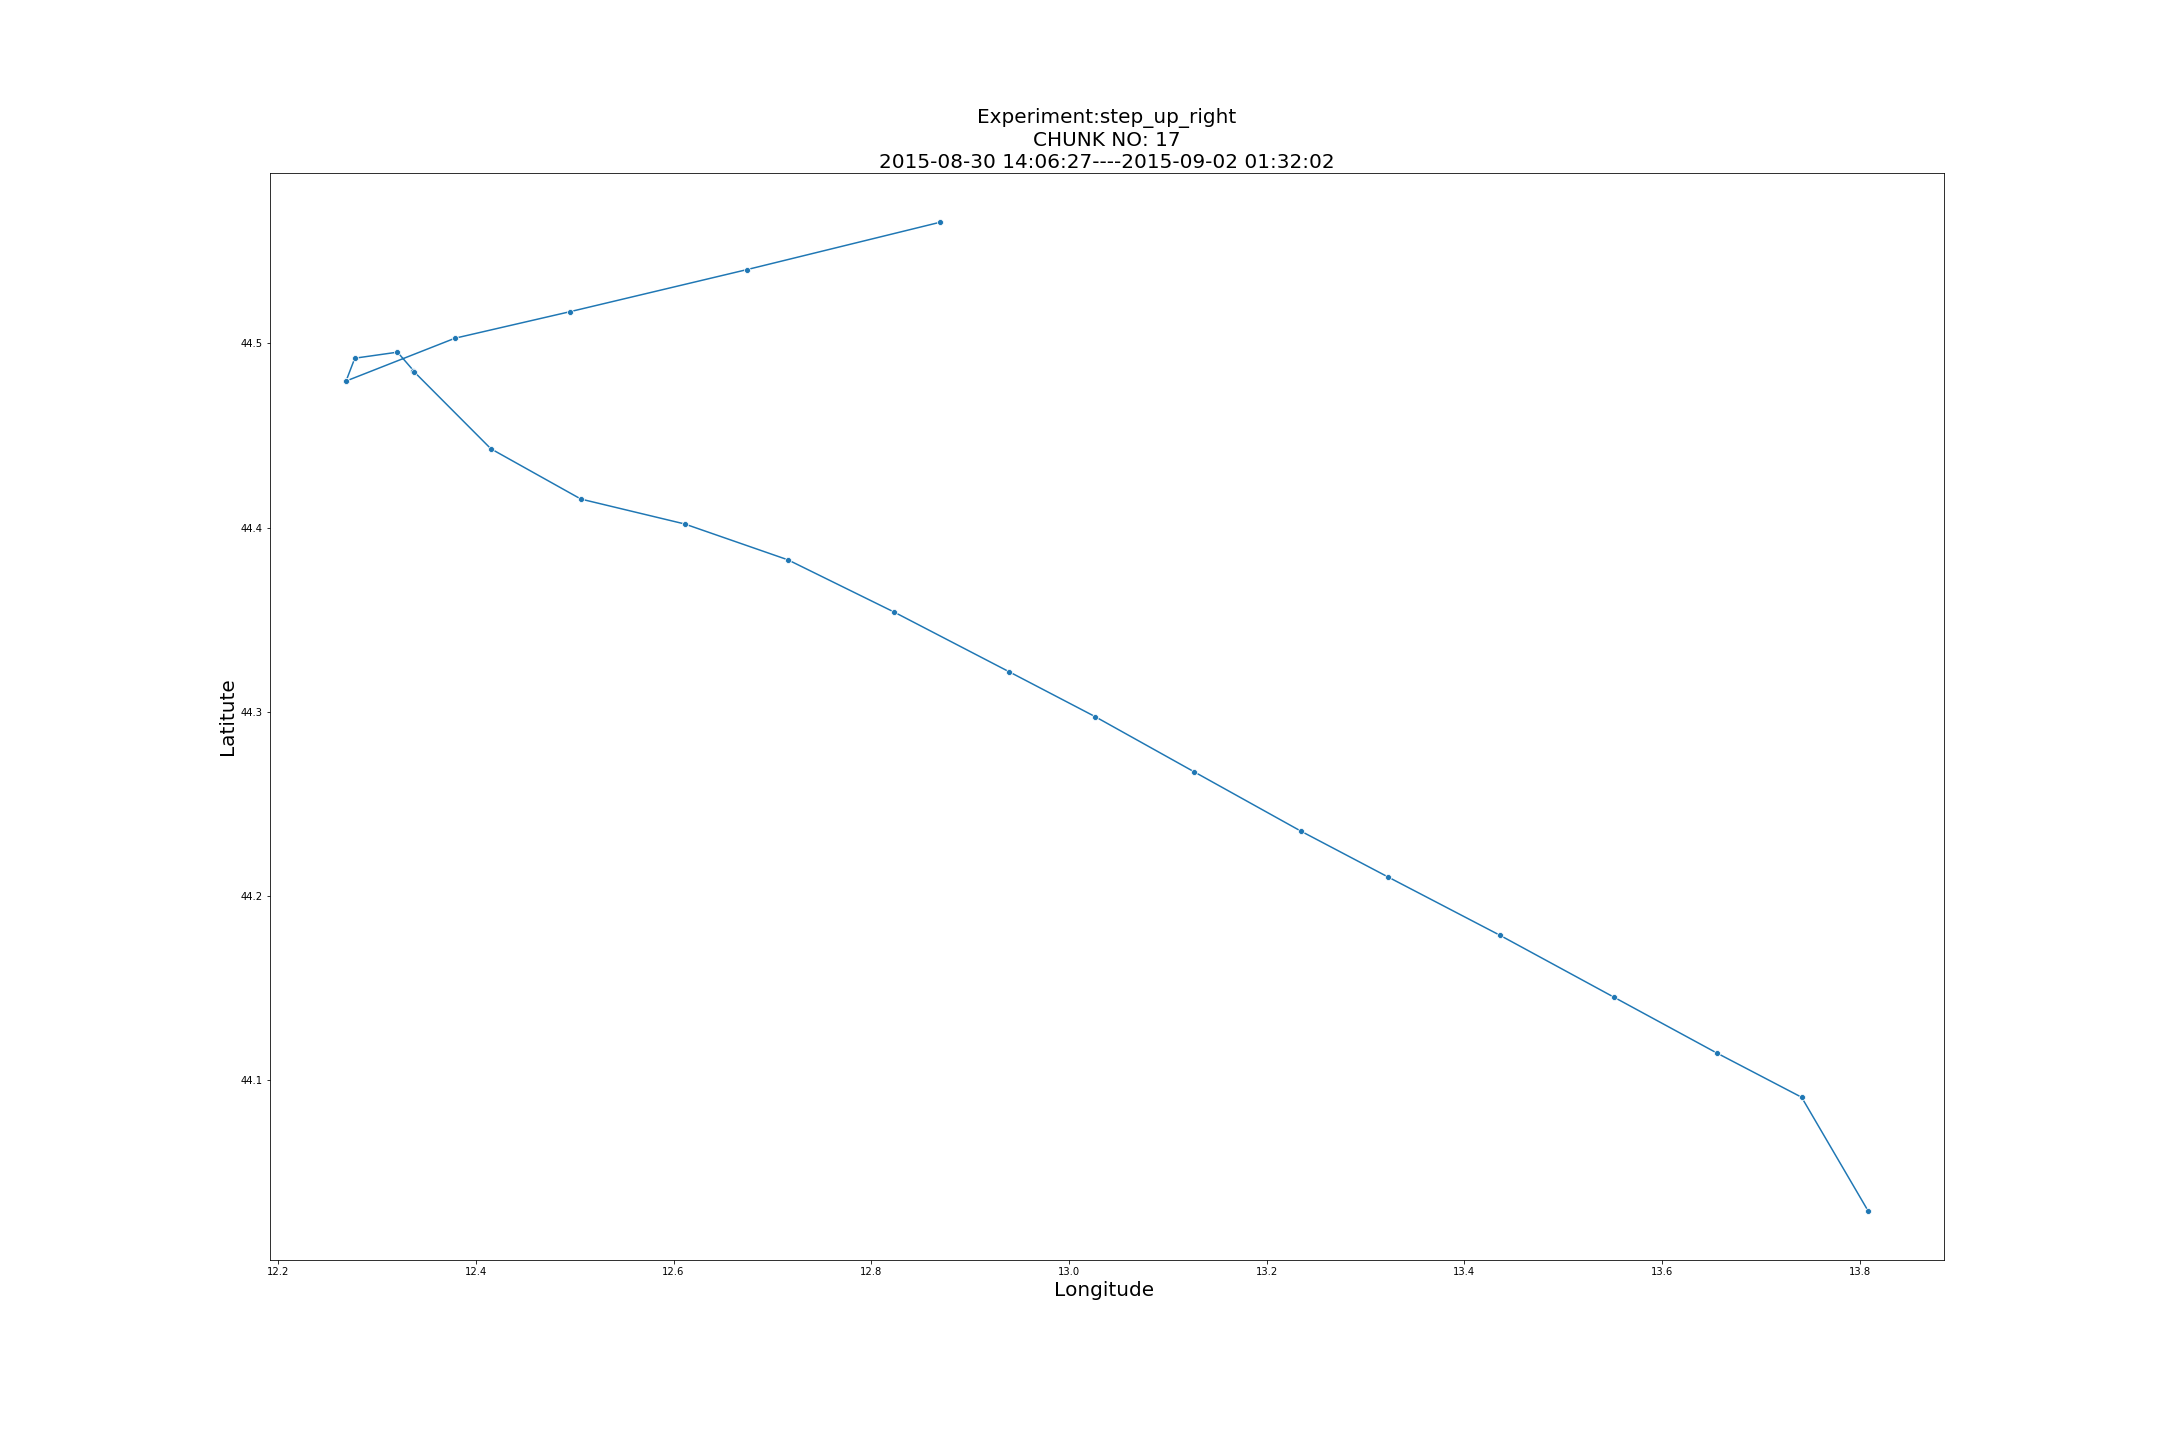 Experiment:step_up_right
CHUNK NO: 17
2015-08-30 14:06:27----2015-09-02 01:32:02
44.5
44.4
44.3
44.2
44.1
Latitute
12.2 12.4 12.6 12.8 13.0 13.2 13.4 13.6 13.8
Longitude